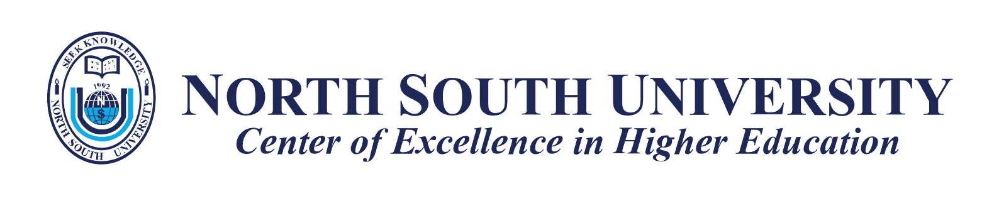 SEEK KNOWLEDGE
1992
N
S
NORTH SOUTH UNIVERSITY
NORTH SOUTH UNIVERSITY
Center of Excellence in Higher Education